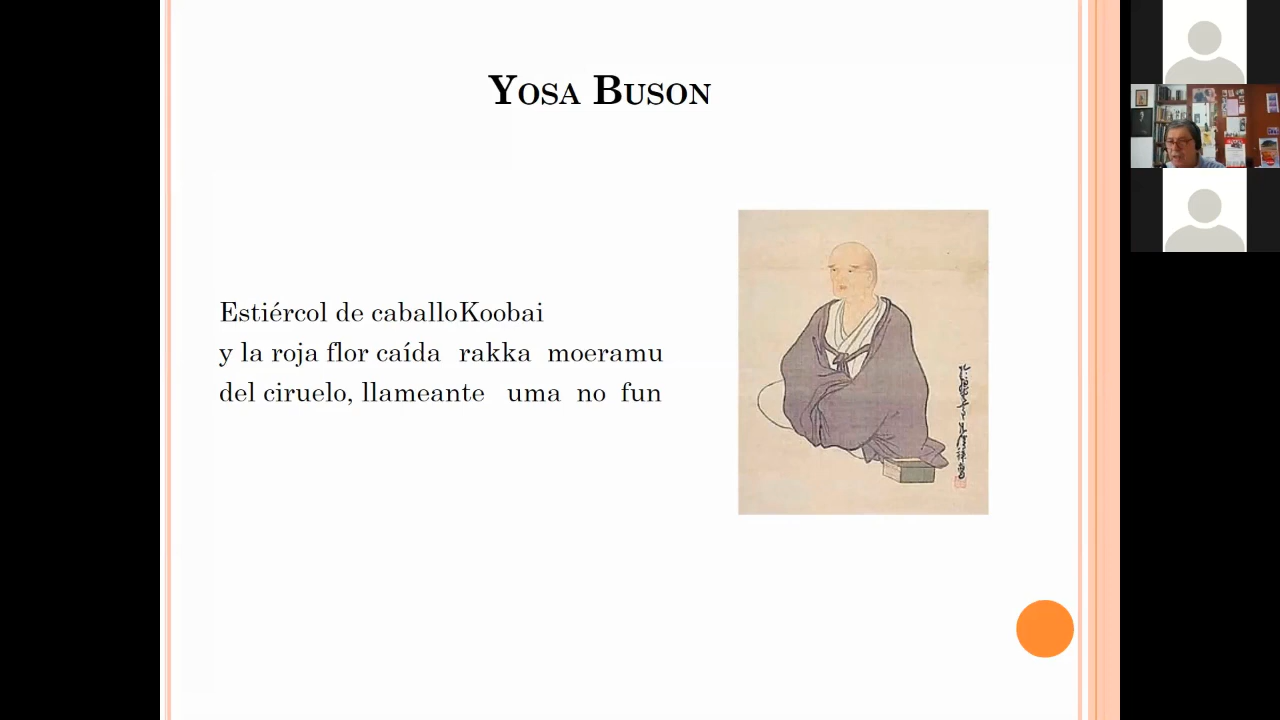 Yosa Buson
Estiércol de caballoKoobai
y la roja flor caída rakka moeramu
del ciruelo, llameante uma no fun